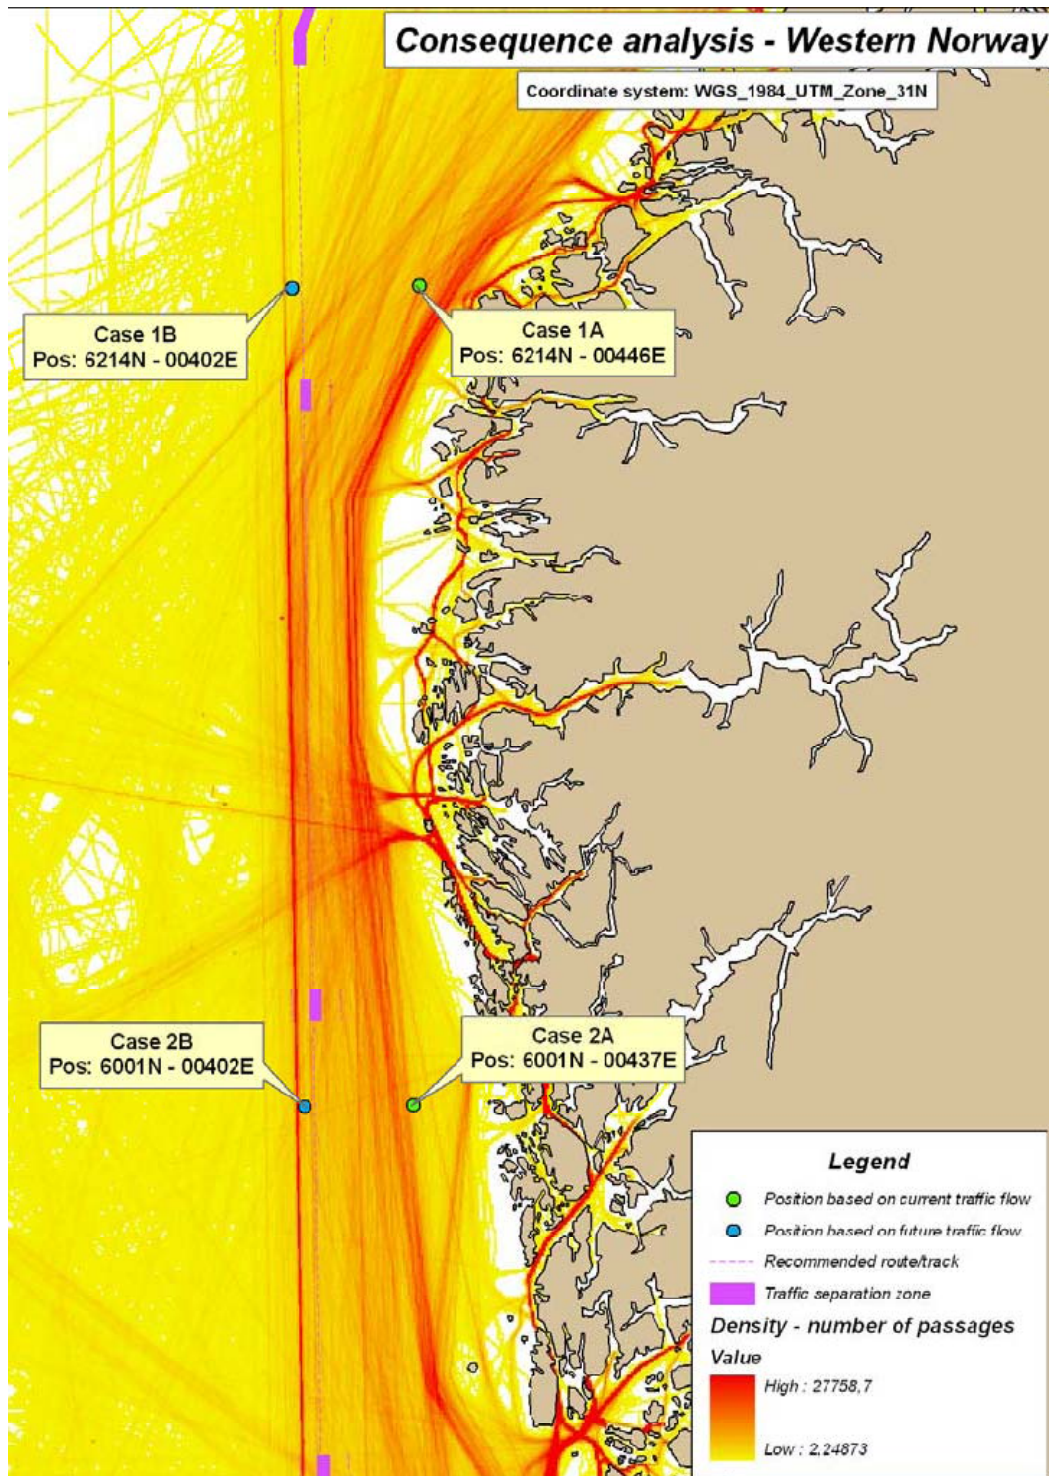 Consequence analysis - Western Norway
Coordinate system: WGS_1984_UTM_Zone_31N
Case 1B
Pos: 6214N - 00402E
Case 1A
Pos: 6214N - 00446E
Case 2B
Pos: 6001N - 00402E
Case 2A
Pos: 6001N - 00437E
Legend
Position based on current traffic flow
Position based on future traffic flow
Recommended route/track
Traffic separation zone
Density - number of passages
Value
High : 27758,7
Low : 2,24873